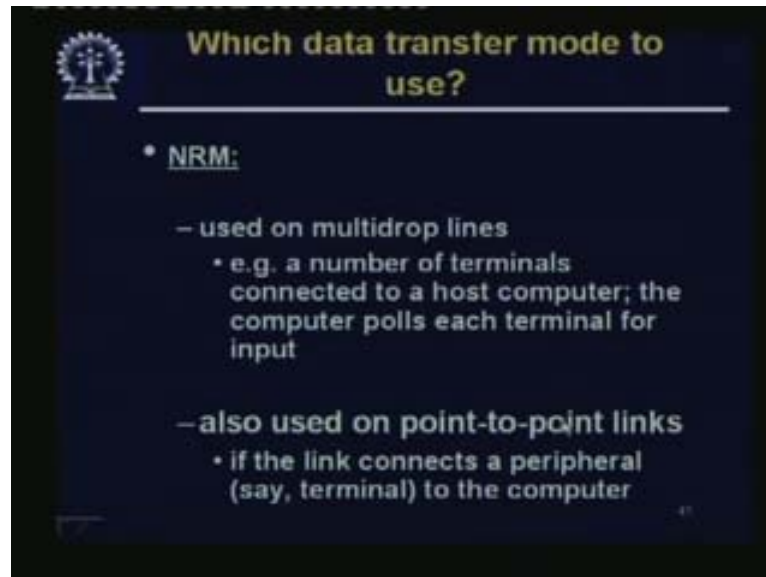 Which data transfer mode to
use?
• NRM:
– used on multidrop lines
• e.g. a number of terminals
connected to a host computer; the
computer polls each terminal for
input
– also used on point-to-point links
• if the link connects a peripheral
(say, terminal) to the computer